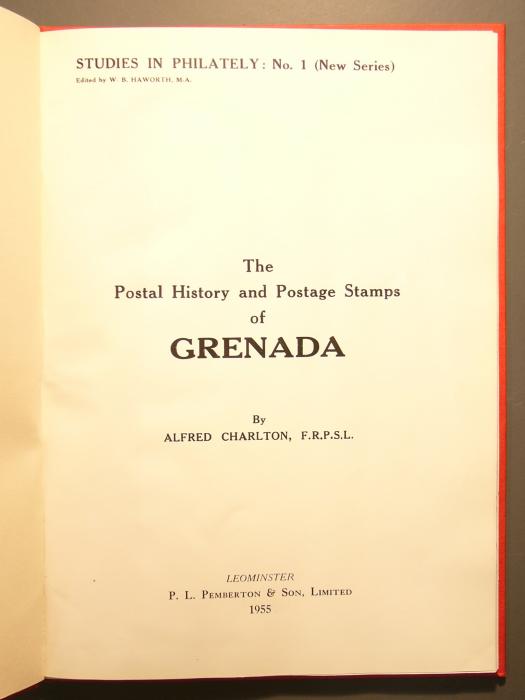 STUDIES IN PHILATELY: No. 1 (New Series)
Edited by W. B. HAWORTH, M.A.
The
Postal History and Postage Stamps
of
GRENADA
By
ALFRED CHARLTON, F.R.P.S.L.
LEOMINSTER
P. L. PEMBERTON & SON, LIMITED
1955